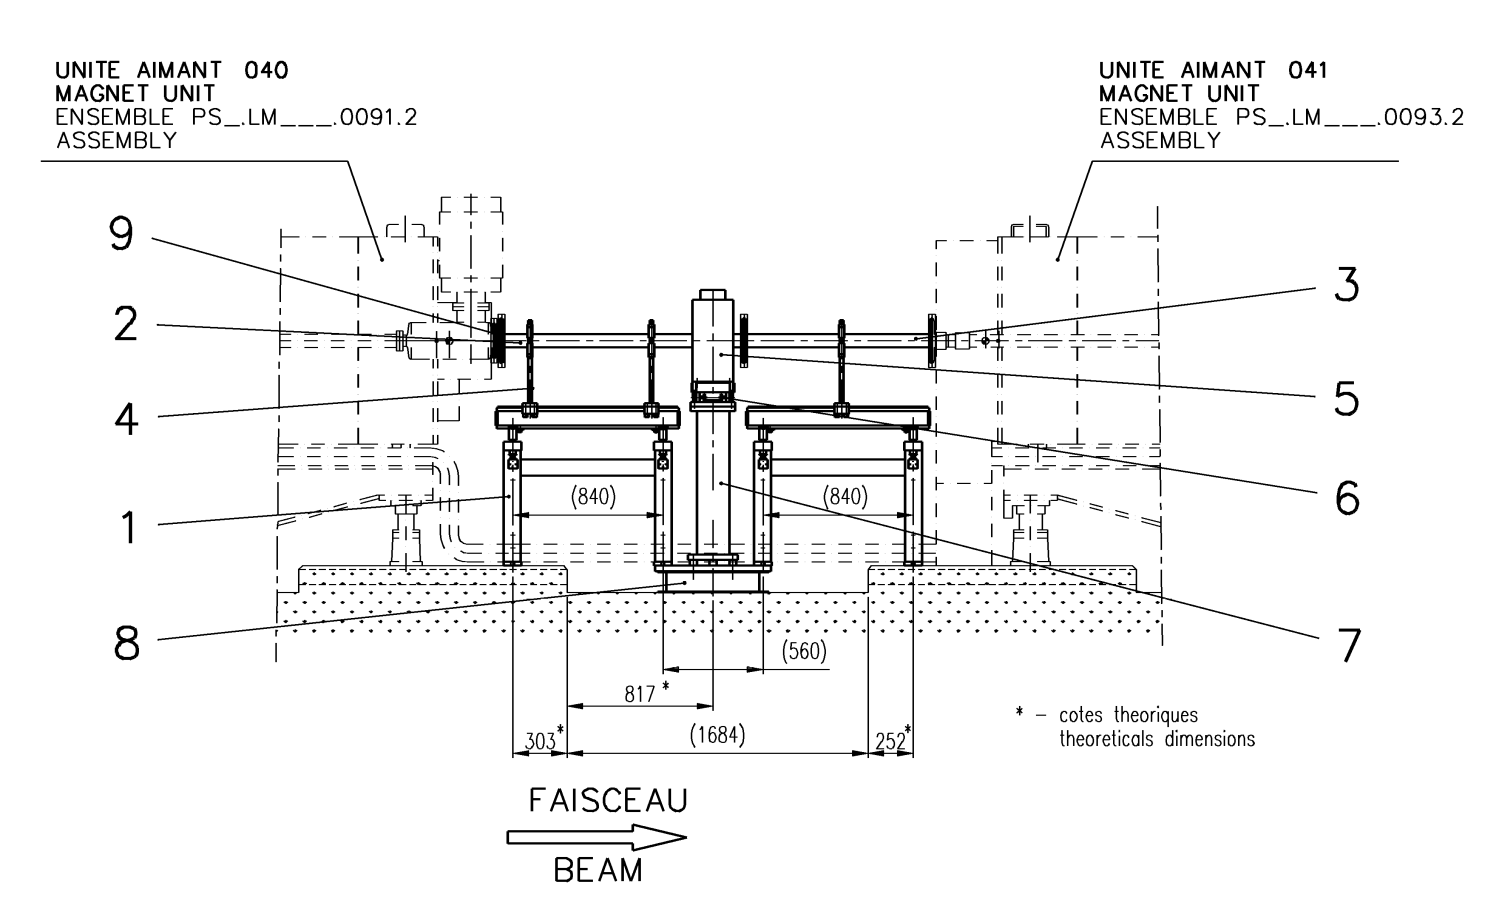 UNITE AIMANT 040
MAGNET UNIT
ENSEMBLE PS_.LM___.0091.2
ASSEMBLY
UNITE AIMANT 041
MAGNET UNIT
ENSEMBLE PS_.LM___.0093.2
ASSEMBLY
9
2
4
1
8
3
5
6
7
(840)
(840)
(560)
817*
303*
(1684)
252*
* - cotes theoriques
theoreticals dimensions
FAISCEAU
BEAM